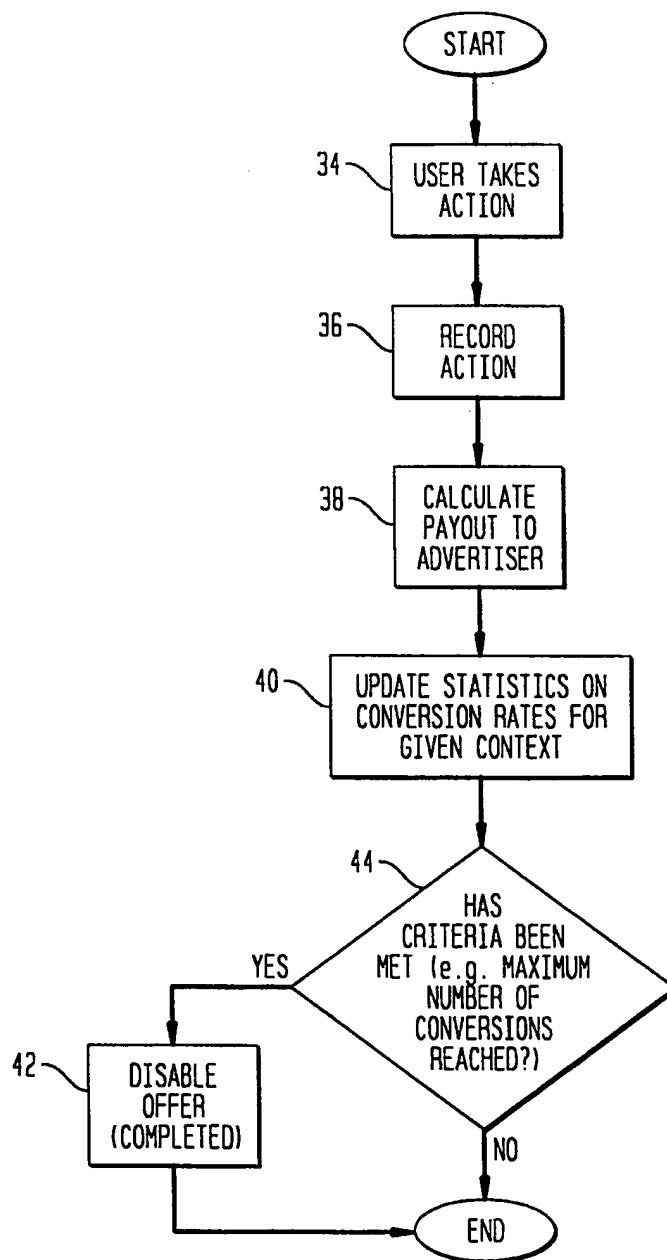 START
34
USER TAKES
ACTION
36
RECORD
ACTION
38
CALCULATE
PAYOUT TO
ADVERTISER
40
UPDATE STATISTICS ON
CONVERSION RATES FOR
GIVEN CONTEXT
44
HAS
CRITERIA BEEN
MET (e.g. MAXIMUM
NUMBER OF
CONVERSIONS
REACHED?)
YES
42
DISABLE
OFFER
(COMPLETED)
NO
END